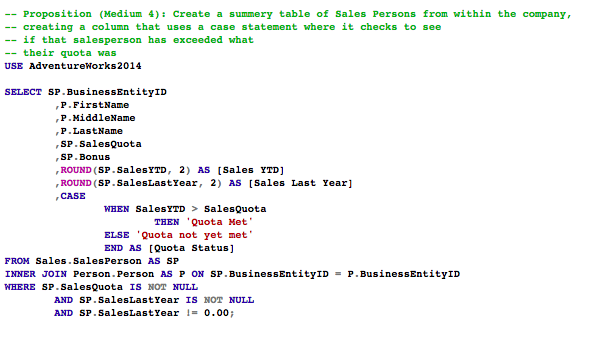 -- Proposition (Medium 4): Create a summery table of Sales Persons from within the company,
-- creating a column that uses a case statement where it checks to see
-- if that salesperson has exceeded what
-- their quota was
USE AdventureWorks2014

SELECT SP.BusinessEntityID
        ,P.FirstName
        ,P.MiddleName
        ,P.LastName
        ,SP.SalesQuota
        ,SP.Bonus
        ,ROUND(SP.SalesYTD, 2) AS [Sales YTD]
        ,ROUND(SP.SalesLastYear, 2) AS [Sales Last Year]
        ,CASE
                WHEN SalesYTD > SalesQuota
                        THEN 'Quota Met'
                ELSE 'Quota not yet met'
                END AS [Quota Status]
FROM Sales.SalesPerson AS SP
INNER JOIN Person.Person AS P ON SP.BusinessEntityID = P.BusinessEntityID
WHERE SP.SalesQuota IS NOT NULL
        AND SP.SalesLastYear IS NOT NULL
        AND SP.SalesLastYear != 0.00;